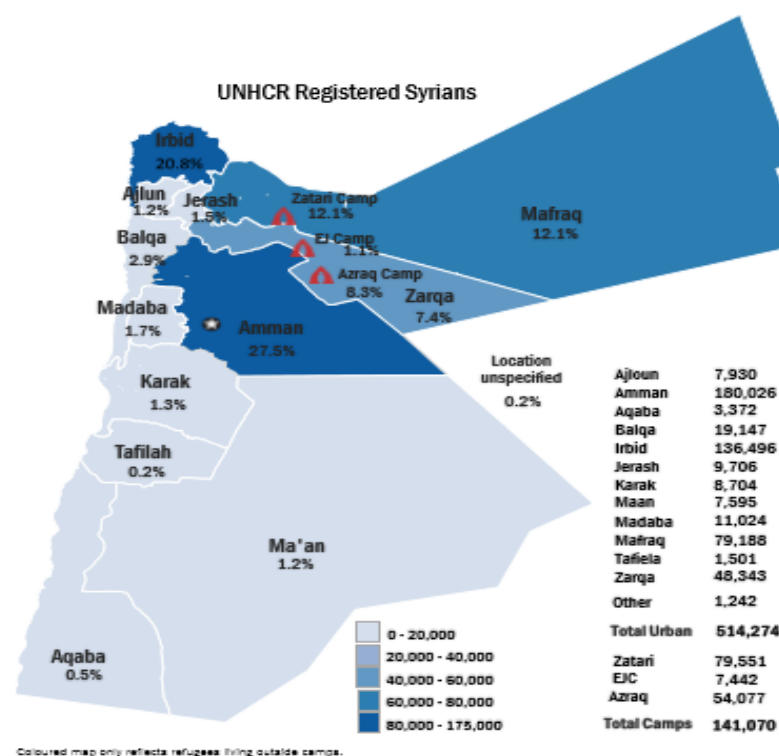 UNHCR Registered Syrians
Irbid
20.8%
Ajlun
1.2%
Jerash
1.5%
Zatari Camp
12.1%
Mafraq
12.1%
Balqa
2.9%
EJ Camp
1.1%
Azraq Camp
8.3%
Zarqa
7.4%
Madaba
1.7%
Amman
27.5%
Location
unspecified
0.2%
Karak
1.3%
Tafilah
0.2%
Ma'an
1.2%
Aqaba
0.5%
0 - 20,000
20,000 - 40,000
40,000 - 60,000
60,000 - 80,000
80,000 - 175,000
Ajloun 7,930
Amman 180,026
Aqaba 3,372
Balqa 19,147
Irbid 136,496
Jerash 9,706
Karak 8,704
Maan 7,595
Madaba 11,024
Mafraq 79,188
Tafiela 1,501
Zarqa 48,343
Other 1,242
Total Urban 514,274
Zatari 79,551
EJC 7,442
Azraq 54,077
Total Camps 141,070
Coloured map only reflects refugees living outside camps.